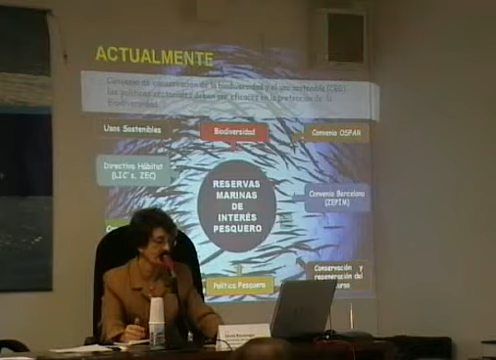 ACTUALMENTE
Convenio de conservación de la biodiversidad y el uso sostenible (CBD)
las políticas sectoriales deben ser eficaces en la protección de la
Biodiversidad
Usos Sostenibles
Biodiversidad
Convenio OSPAR
Directiva Hábitat
(LIC's, ZEC)
RESERVAS
MARINAS
DE
INTERÉS
PESQUERO
Convenio Barcelona
(ZEPIM)
Política Pesquera
Conservación y
regeneración del